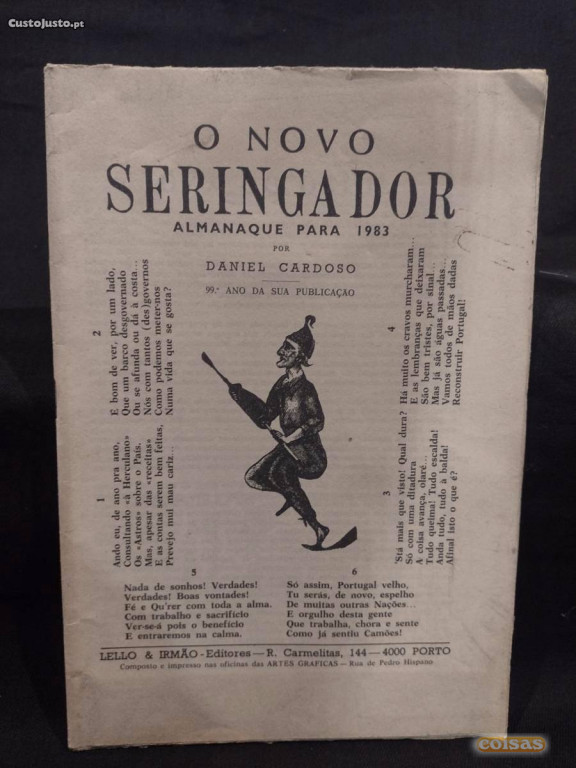 CustoJusto.pt
O NOVO
SERINGADOR
ALMANAQUE PARA 1983
POR
DANIEL CARDOSO
99.º ANO DA SUA PUBLICAÇÃO
1
Ando eu, de ano pra ano,
Consultando «à Herculano»
Os «Astros» sobre o País.
Mas, apesar das «receitas»
E as contas serem bem feitas,
Prevejo mui mau cariz...
2
E bom de ver, por um lado,
Que um barco desgovernado
Ou se afunda ou dá à costa...
Nós com tantos (des)governos
Como podemos meter-nos
Numa vida que se gosta?
3
'Stá mais que visto! Qual dura?
Só com uma ditadura
A coisa avança, olaré...
Tudo queima! Tudo escalda!
Anda tudo, tudo à balda!
Afinal isto o que é?
4
Há muito os cravos murcharam...
E as lembranças que deixaram
São bem tristes, por sinal...
Mas já são águas passadas...
Vamos todos de mãos dadas
Reconstruir Portugal!
5
Nada de sonhos! Verdades!
Verdades! Boas vontades!
Fé e Qu'rer com toda a alma.
Com trabalho e sacrifício
Ver-se-á pois o benefício
E entraremos na calma.
6
Só assim, Portugal velho,
Tu serás, de novo, espelho
De muitas outras Nações...
E orgulho desta gente
Que trabalha, chora e sente
Como já sentiu Camões!
LELLO & IRMÃO - Editores — R. Carmelitas, 144 — 4000 PORTO
Composto e impresso nas oficinas das ARTES GRÁFICAS — Rua de Pedro Hispano
coisas